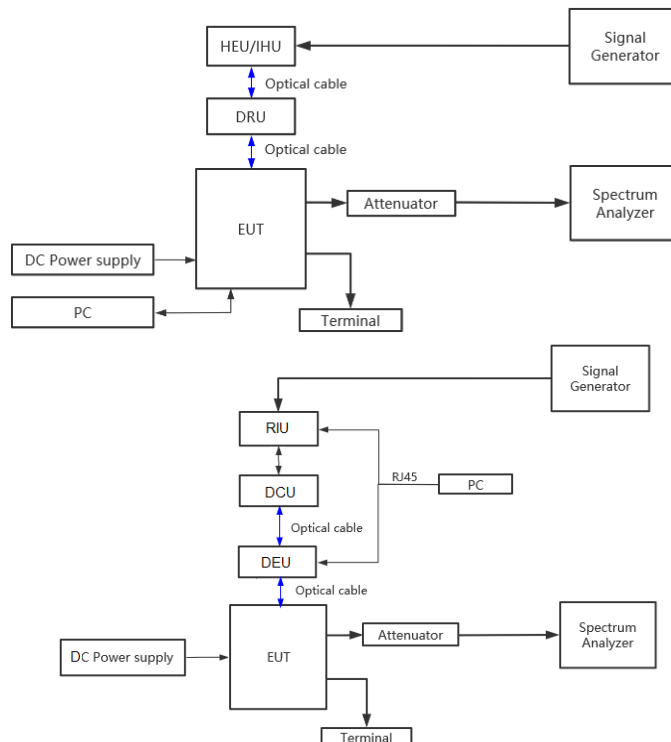 Signal
Generator
HEU/IHU
Optical cable
DRU
Optical cable
EUT
Attenuator
Spectrum
Analyzer
DC Power supply
PC
Terminal
Signal
Generator
RIU
RJ45
PC
DCU
Optical cable
DEU
Optical cable
EUT
Attenuator
Spectrum
Analyzer
DC Power supply
Terminal